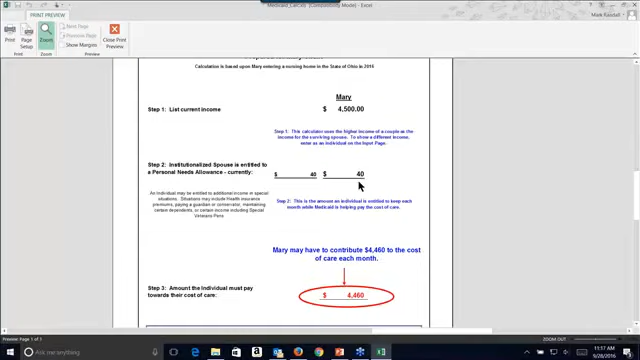 Medicaid_Calc(t) [Compatibility Mode] - Excel
PRINT PREVIEW
Mark Randall
Print
Page Setup
Print
Zoom
Zoom
Next Page
Previous Page
Show Margins
Preview
Close Print Preview
Calculation is based upon Mary entering a nursing home in the State of Ohio in 2016
Mary
Step 1: List current income
$ 4,500.00
Step 1: This calculator uses the higher income of a couple as the
income for the surviving spouse. To show a different income,
enter as an individual on the Input Page.
Step 2: Institutionalized Spouse is entitled to
a Personal Needs Allowance - currently:
$ 40
$ 40
An Individual may be entitled to additional income in special
situations. Situations may include Health insurance
premiums, paying a guardian or conservator, maintaining
certain dependents, or certain income including Special
Veterans Pens
Step 2: This is the amount an individual is entitled to keep each
month while Medicaid is helping pay the cost of care.
Mary may have to contribute $4,460 to the cost
of care each month.
Step 3: Amount the Individual must pay
towards their cost of care.
$ 4,460
Preview: Page 1 of 1
ZOOM OUT
Ask me anything
11:17 AM
9/28/2016